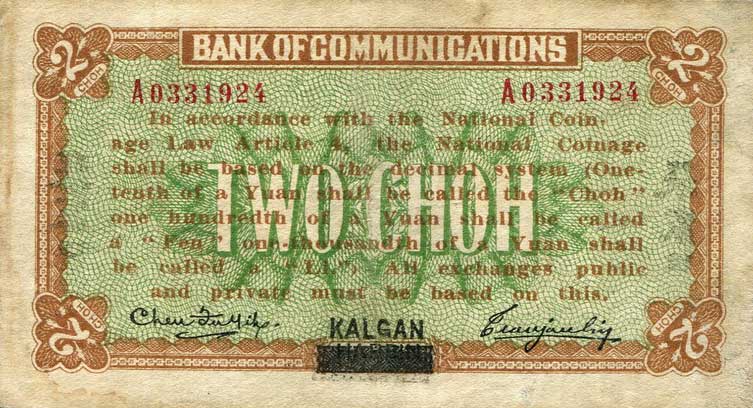 BANK OF COMMUNICATIONS
2 CHOH
2 CHOH
A0331924
A0331924
In accordance with the National Coin-
age Law Article 4, the National Coinage
shall be based on the decimal system (One-
tenth of a Yuan shall be called the "Choh"
one hundredth of a Yuan shall be called
a "Fen" one-thousandth of a Yuan shall
be called a "Li.") All exchanges public
and private must be based on this.
TWO CHOH
KALGAN
2 CHOH
2 CHOH